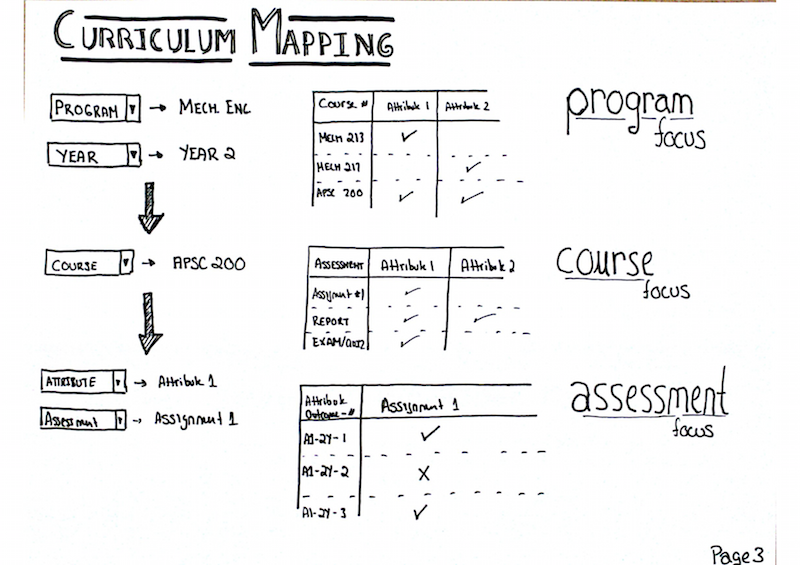 CURRICULUM MAPPING
PROGRAM ▼ → MECH. ENG
YEAR ▼ → YEAR 2
Course # Attribute 1 Attribute 2
MECH 213 ✓
MECH 217 ✓
APSC 200 ✓ ✓
program
focus
COURSE ▼ → APSC 200
ASSESSMENT Attribute 1 Attribute 2
Assignment #1 ✓
REPORT ✓ ✓
EXAM/QUIZ ✓
course
focus
ATTRIBUTE ▼ → Attribute 1
Assessment ▼ → Assignment 1
Attribute
Outcome-# Assignment 1
A1-2Y-1 ✓
A1-2Y-2 X
A1-2Y-3 ✓
assessment
focus
Page 3